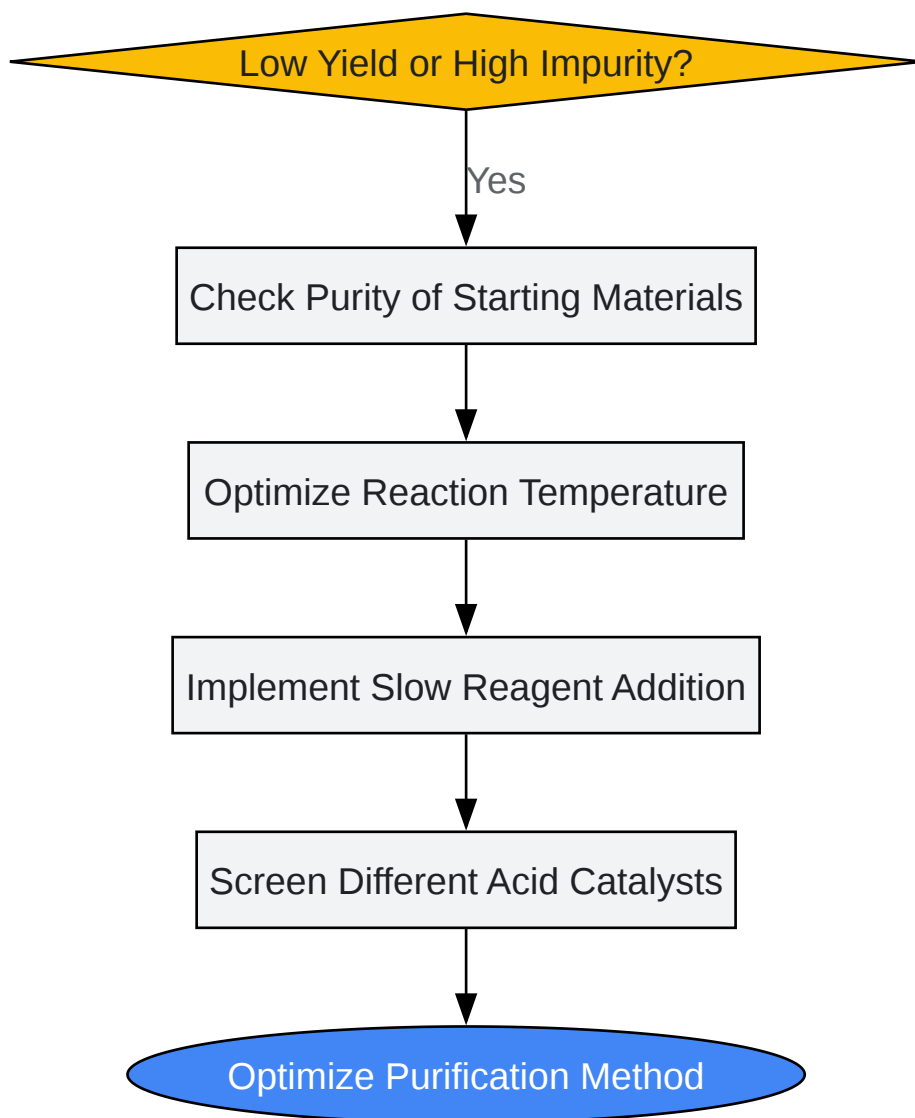 Low Yield or High Impurity?
Yes
Check Purity of Starting Materials
Optimize Reaction Temperature
Implement Slow Reagent Addition
Screen Different Acid Catalysts
Optimize Purification Method